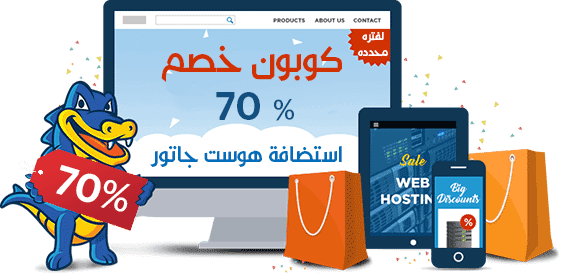 PRODUCTS ABOUT US CONTACT
لفتره
محدده
كوبون خصم
70 %
استضافة هوست جاتور
70%
Sale
WEB
HOSTIN
Big
Discounts
%